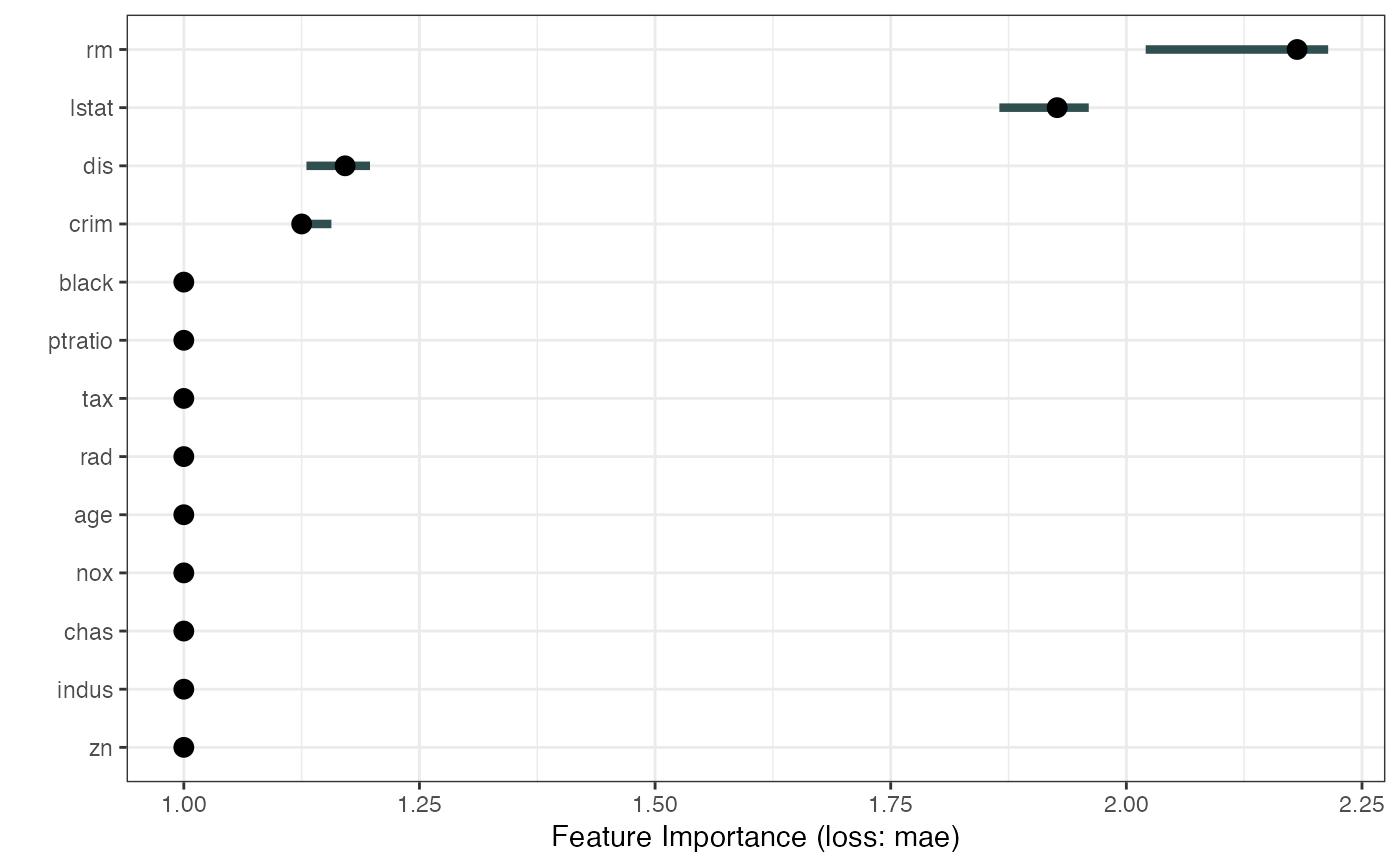 rm
lstat
dis
crim
black
ptratio
tax
rad
age
nox
chas
indus
zn
1.00 1.25 1.50 1.75 2.00 2.25
Feature Importance (loss: mae)